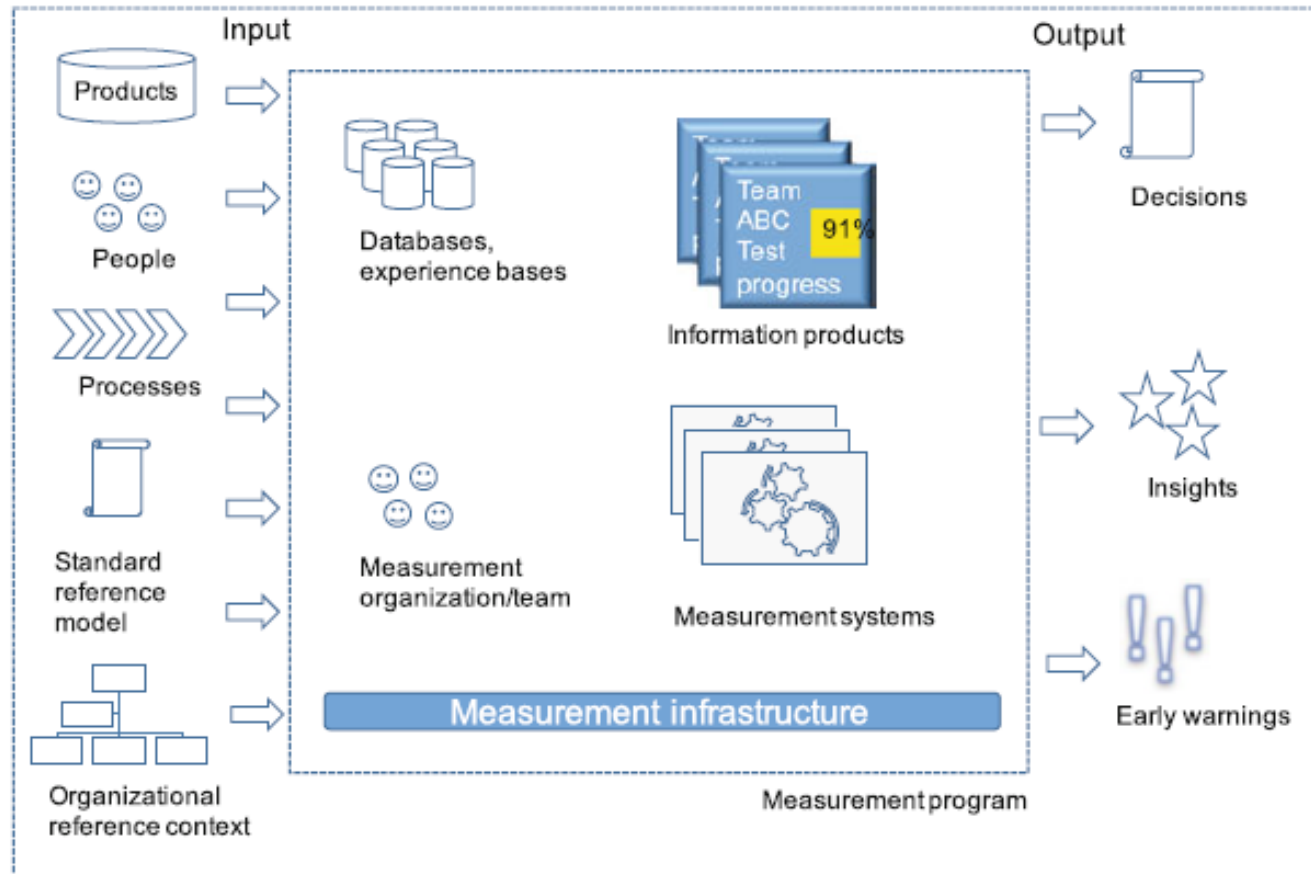 Input
Output
Products
People
Processes
Standard
reference
model
Organizational
reference context
Databases,
experience bases
Team
ABC
Test
progress
91%
Information products
Measurement
organization/team
Measurement systems
Measurement infrastructure
Measurement program
Decisions
Insights
Early warnings